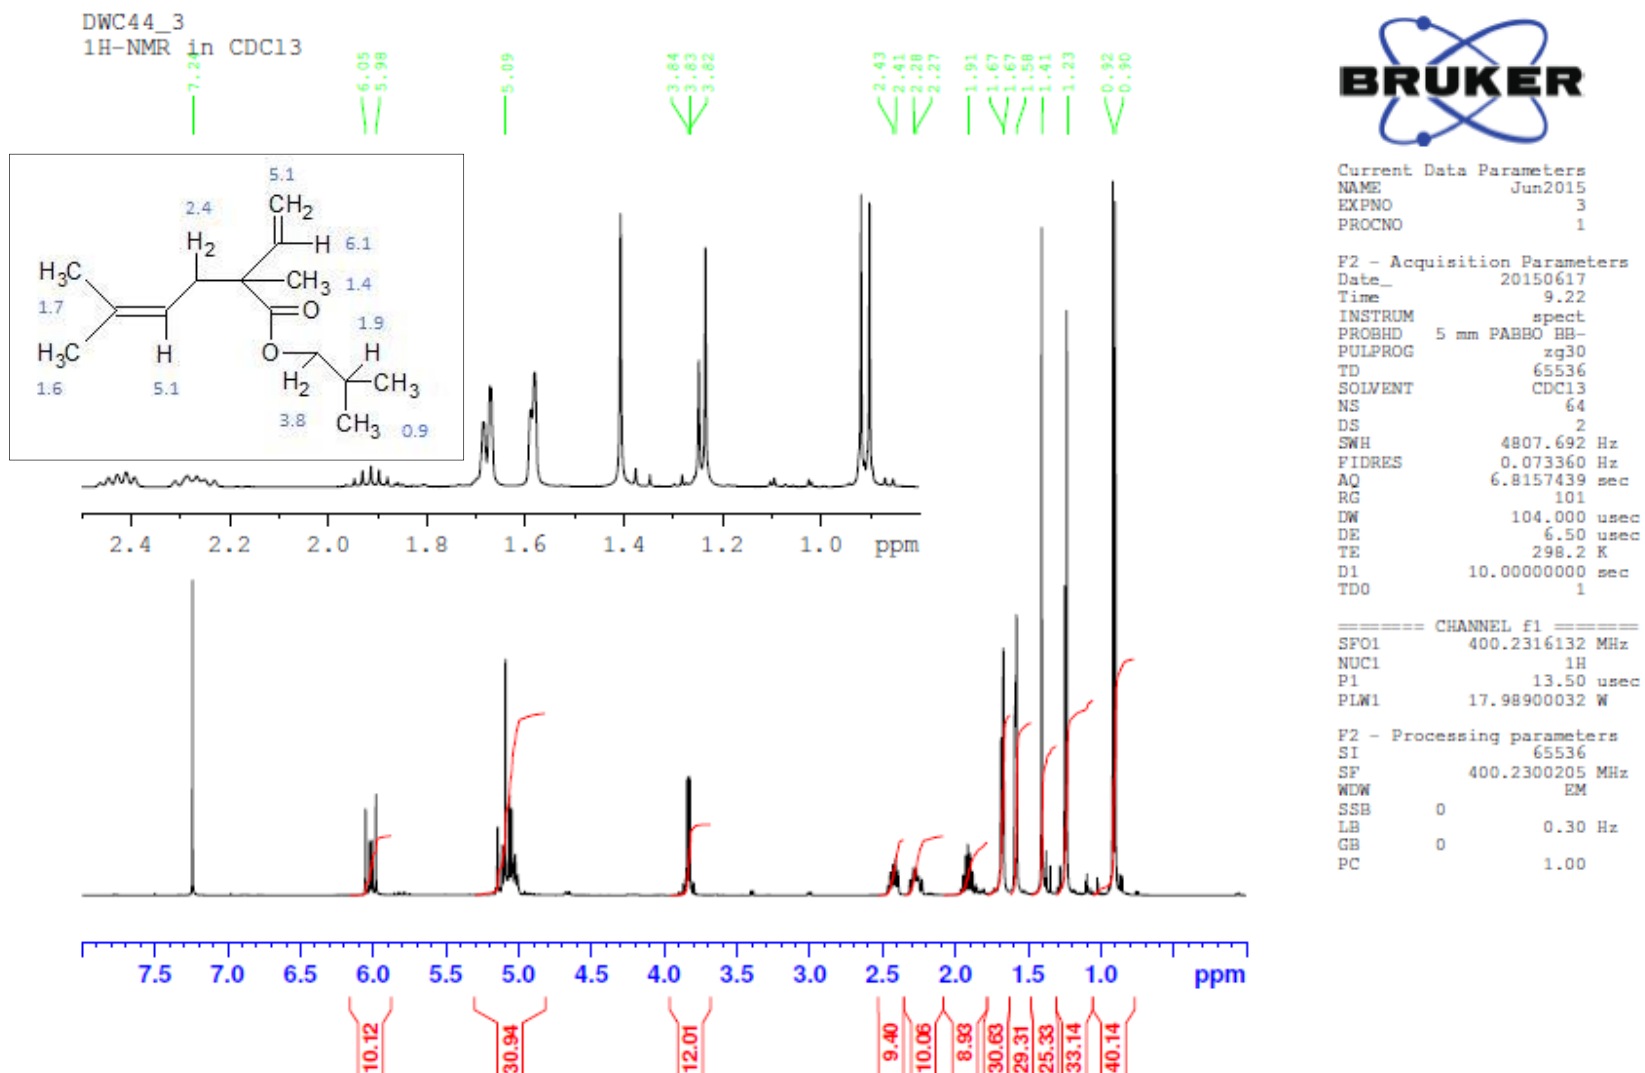 DWC44_3
1H-NMR in CDCl3
7.24
6.05
5.98
5.09
3.84
3.83
3.82
2.43
2.41
2.28
2.27
1.91
1.67
1.67
1.58
1.41
1.23
0.92
0.90
5.1
CH2
2.4
H2
H 6.1
H3C
CH3 1.4
1.7
O
1.9
H3C
H
O
H
1.6
5.1
H2
CH3
3.8
CH3 0.9
2.4 2.2 2.0 1.8 1.6 1.4 1.2 1.0 ppm
7.5 7.0 6.5 6.0 5.5 5.0 4.5 4.0 3.5 3.0 2.5 2.0 1.5 1.0 ppm
10.12
30.94
12.01
9.40
10.06
8.93
30.63
29.31
25.33
33.14
40.14
BRUKER
Current Data Parameters
NAME Jun2015
EXPNO 3
PROCNO 1
F2 - Acquisition Parameters
Date_ 20150617
Time 9.22
INSTRUM spect
PROBHD 5 mm PABBO BB-
PULPROG zg30
TD 65536
SOLVENT CDCl3
NS 64
DS 2
SWH 4807.692 Hz
FIDRES 0.073360 Hz
AQ 6.8157439 sec
RG 101
DW 104.000 usec
DE 6.50 usec
TE 298.2 K
D1 10.00000000 sec
TD0 1
======== CHANNEL f1 ========
SFO1 400.2316132 MHz
NUC1 1H
P1 13.50 usec
PLW1 17.98900032 W
F2 - Processing parameters
SI 65536
SF 400.2300205 MHz
WDW EM
SSB 0
LB 0.30 Hz
GB 0
PC 1.00